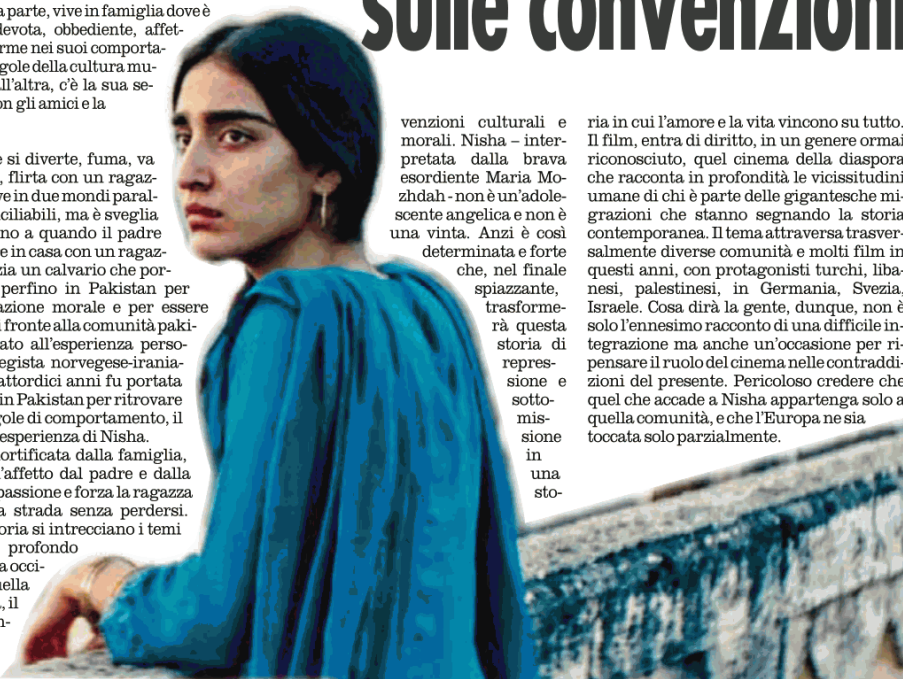 sulle convenzioni
a parte, vive in famiglia dove è
devota, obbediente, affet-
rme nei suoi comporta-
gole della cultura mu-
all'altra, c'è la sua se-
on gli amici e la
e si diverte, fuma, va
, flirta con un ragaz-
ve in due mondi paral-
ciliabili, ma è sveglia
no a quando il padre
e in casa con un ragaz-
zia un calvario che por-
perfino in Pakistan per
azione morale e per essere
i fronte alla comunità paki-
ato all'esperienza perso-
egista norvegese-irania-
attordici anni fu portata
in Pakistan per ritrovare
gole di comportamento, il
esperienza di Nisha.
ortificata dalla famiglia,
l'affetto dal padre e dalla
passione e forza la ragazza
a strada senza perdersi.
oria si intrecciano i temi
profondo
a occi-
uella
, il
n-
venzioni culturali e
morali. Nisha – inter-
pretata dalla brava
esordiente Maria Mo-
zhdah - non è un'adole-
scente angelica e non è
una vinta. Anzi è così
determinata e forte
che, nel finale
spiazzante,
trasforme-
rà questa
storia di
repres-
sione e
sotto-
mis-
sione
in
una
sto-
ria in cui l'amore e la vita vincono su tutto.
Il film, entra di diritto, in un genere ormai
riconosciuto, quel cinema della diaspora
che racconta in profondità le vicissitudini
umane di chi è parte delle gigantesche mi-
grazioni che stanno segnando la storia
contemporanea. Il tema attraversa trasver-
salmente diverse comunità e molti film in
questi anni, con protagonisti turchi, liba-
nesi, palestinesi, in Germania, Svezia,
Israele. Cosa dirà la gente, dunque, non è
solo l'ennesimo racconto di una difficile in-
tegrazione ma anche un'occasione per ri-
pensare il ruolo del cinema nelle contraddi-
zioni del presente. Pericoloso credere che
quel che accade a Nisha appartenga solo a
quella comunità, e che l'Europa ne sia
toccata solo parzialmente.